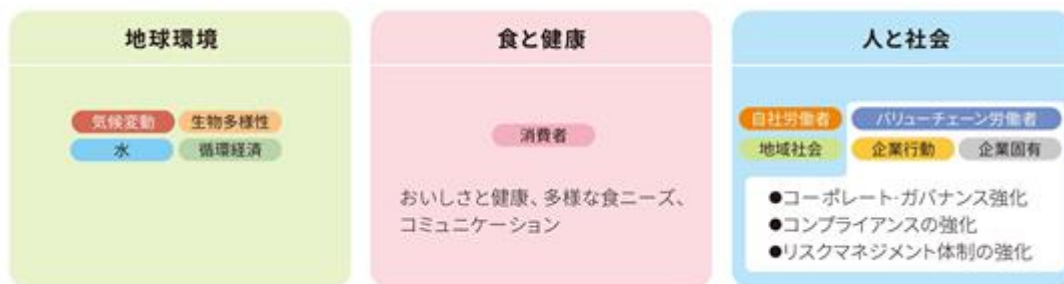 地球環境
気候変動 生物多様性
水 循環経済
食と健康
消費者
おいしさと健康、多様な食ニーズ、
コミュニケーション
人と社会
自社労働者 バリューチェーン労働者
地域社会 企業行動 企業固有
●コーポレート・ガバナンス強化
●コンプライアンスの強化
●リスクマネジメント体制の強化